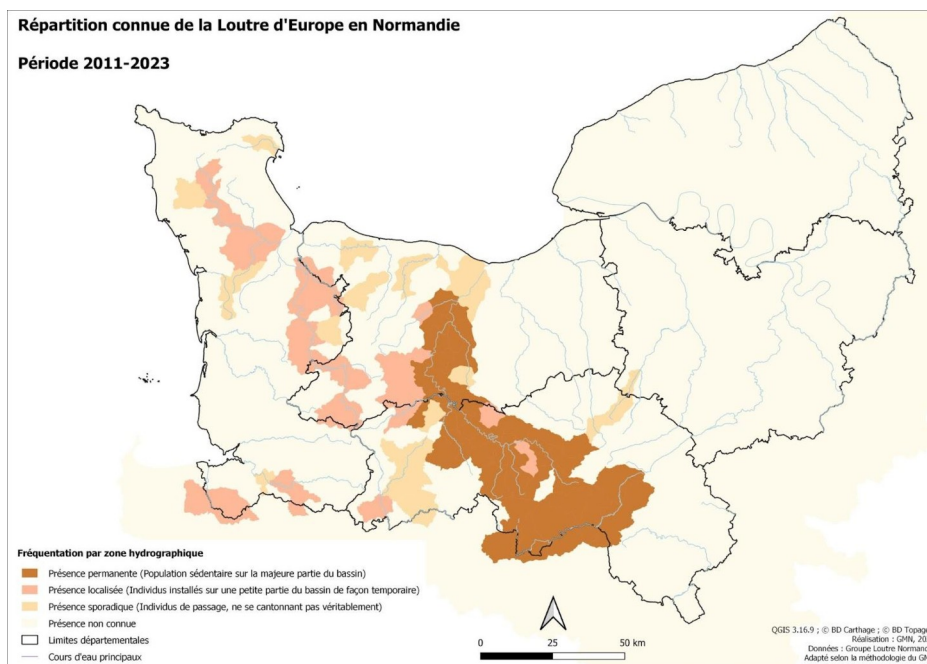 Répartition connue de la Loutre d'Europe en Normandie
Période 2011-2023
Fréquentation par zone hydrographique
Présence permanente (Population sédentaire sur la majeure partie du bassin)
Présence localisée (Individus installés sur une petite partie du bassin de façon temporaire)
Présence sporadique (Individus de passage, ne se cantonnant pas véritablement)
Présence non connue
Limites départementales
Cours d'eau principaux
0 25 50 km
QGIS 3.16.9 ; © BD Carthage ; © BD Topage
Réalisation : GMN, 20
Données : Groupe Loutre Normand
Adapté selon la méthodologie du GM